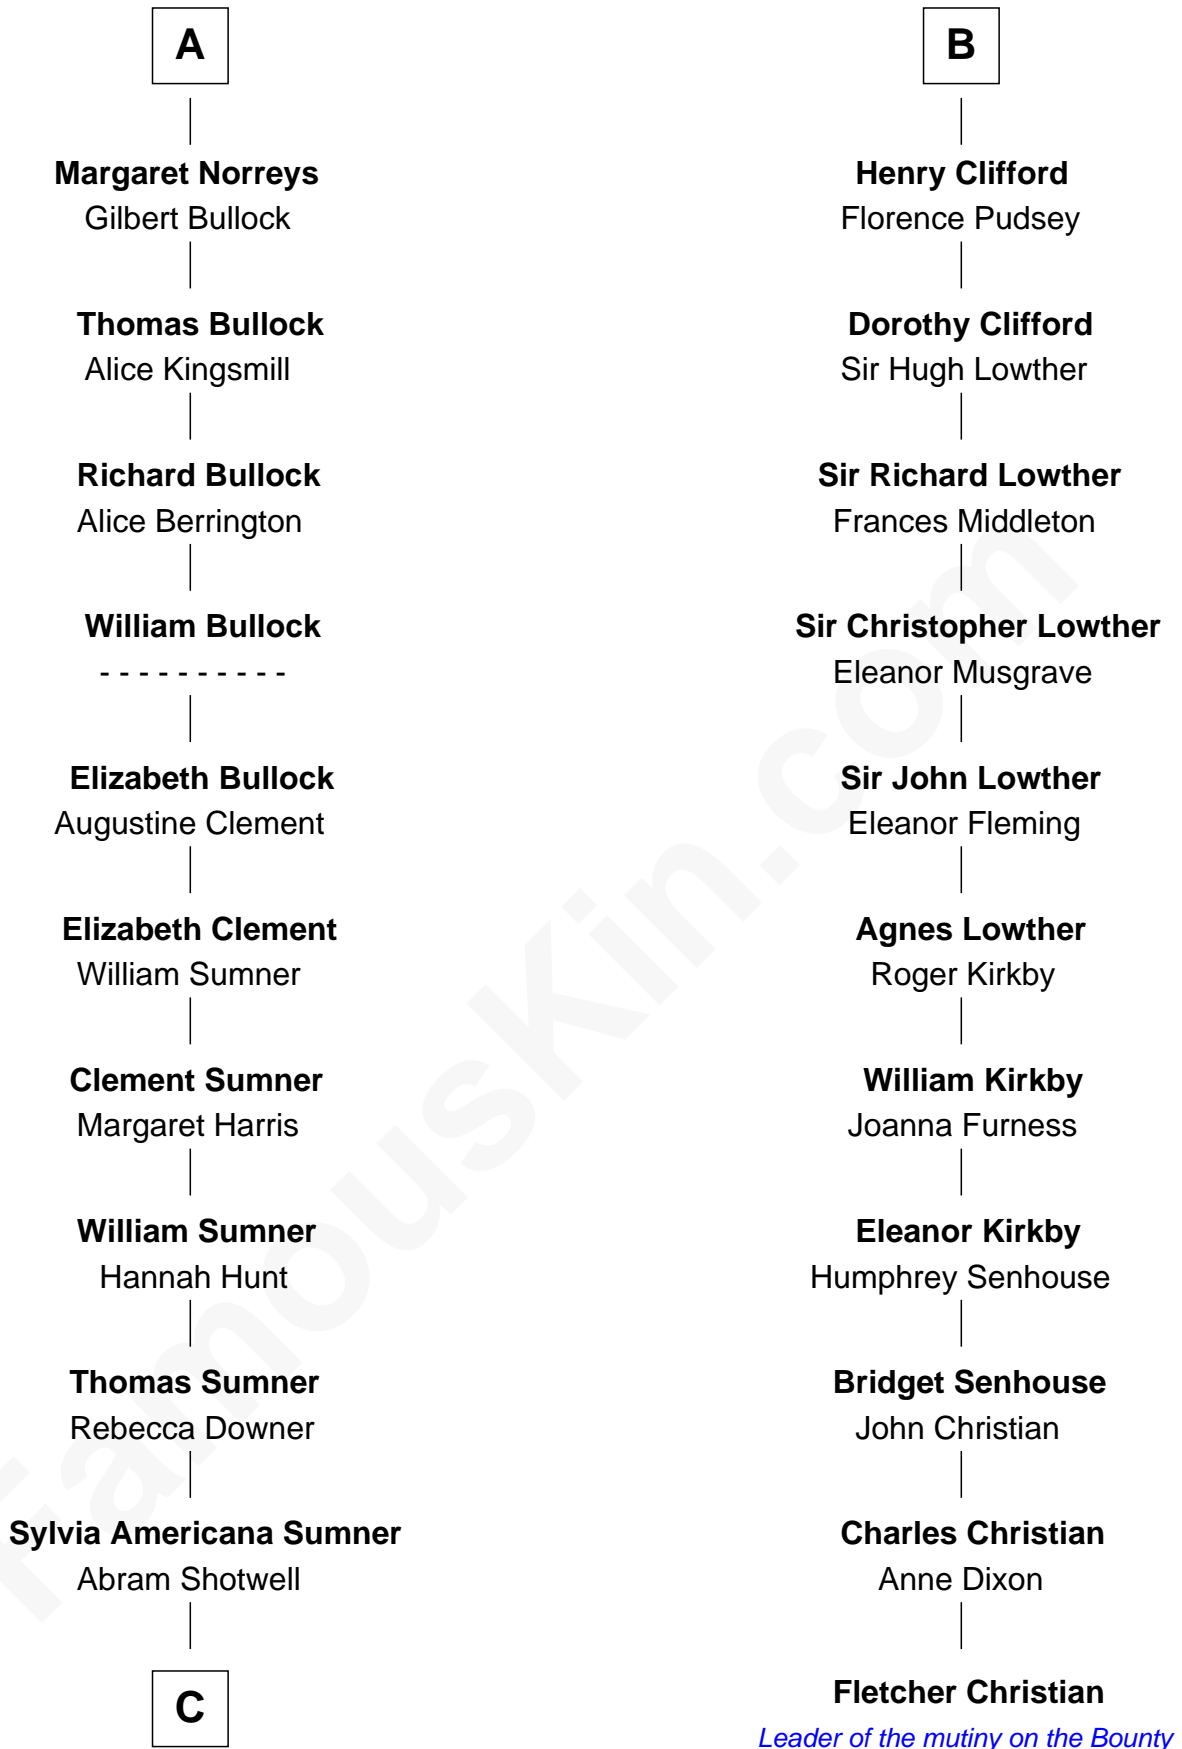 A
Margaret Norreys
Gilbert Bullock
Thomas Bullock
Alice Kingsmill
Richard Bullock
Alice Berrington
William Bullock
- - - - - - - - - -
Elizabeth Bullock
Augustine Clement
Elizabeth Clement
William Sumner
Clement Sumner
Margaret Harris
William Sumner
Hannah Hunt
Thomas Sumner
Rebecca Downer
Sylvia Americana Sumner
Abram Shotwell
C
B
Henry Clifford
Florence Pudsey
Dorothy Clifford
Sir Hugh Lowther
Sir Richard Lowther
Frances Middleton
Sir Christopher Lowther
Eleanor Musgrave
Sir John Lowther
Eleanor Fleming
Agnes Lowther
Roger Kirkby
William Kirkby
Joanna Furness
Eleanor Kirkby
Humphrey Senhouse
Bridget Senhouse
John Christian
Charles Christian
Anne Dixon
Fletcher Christian
Leader of the mutiny on the Bounty
FamousKin.com